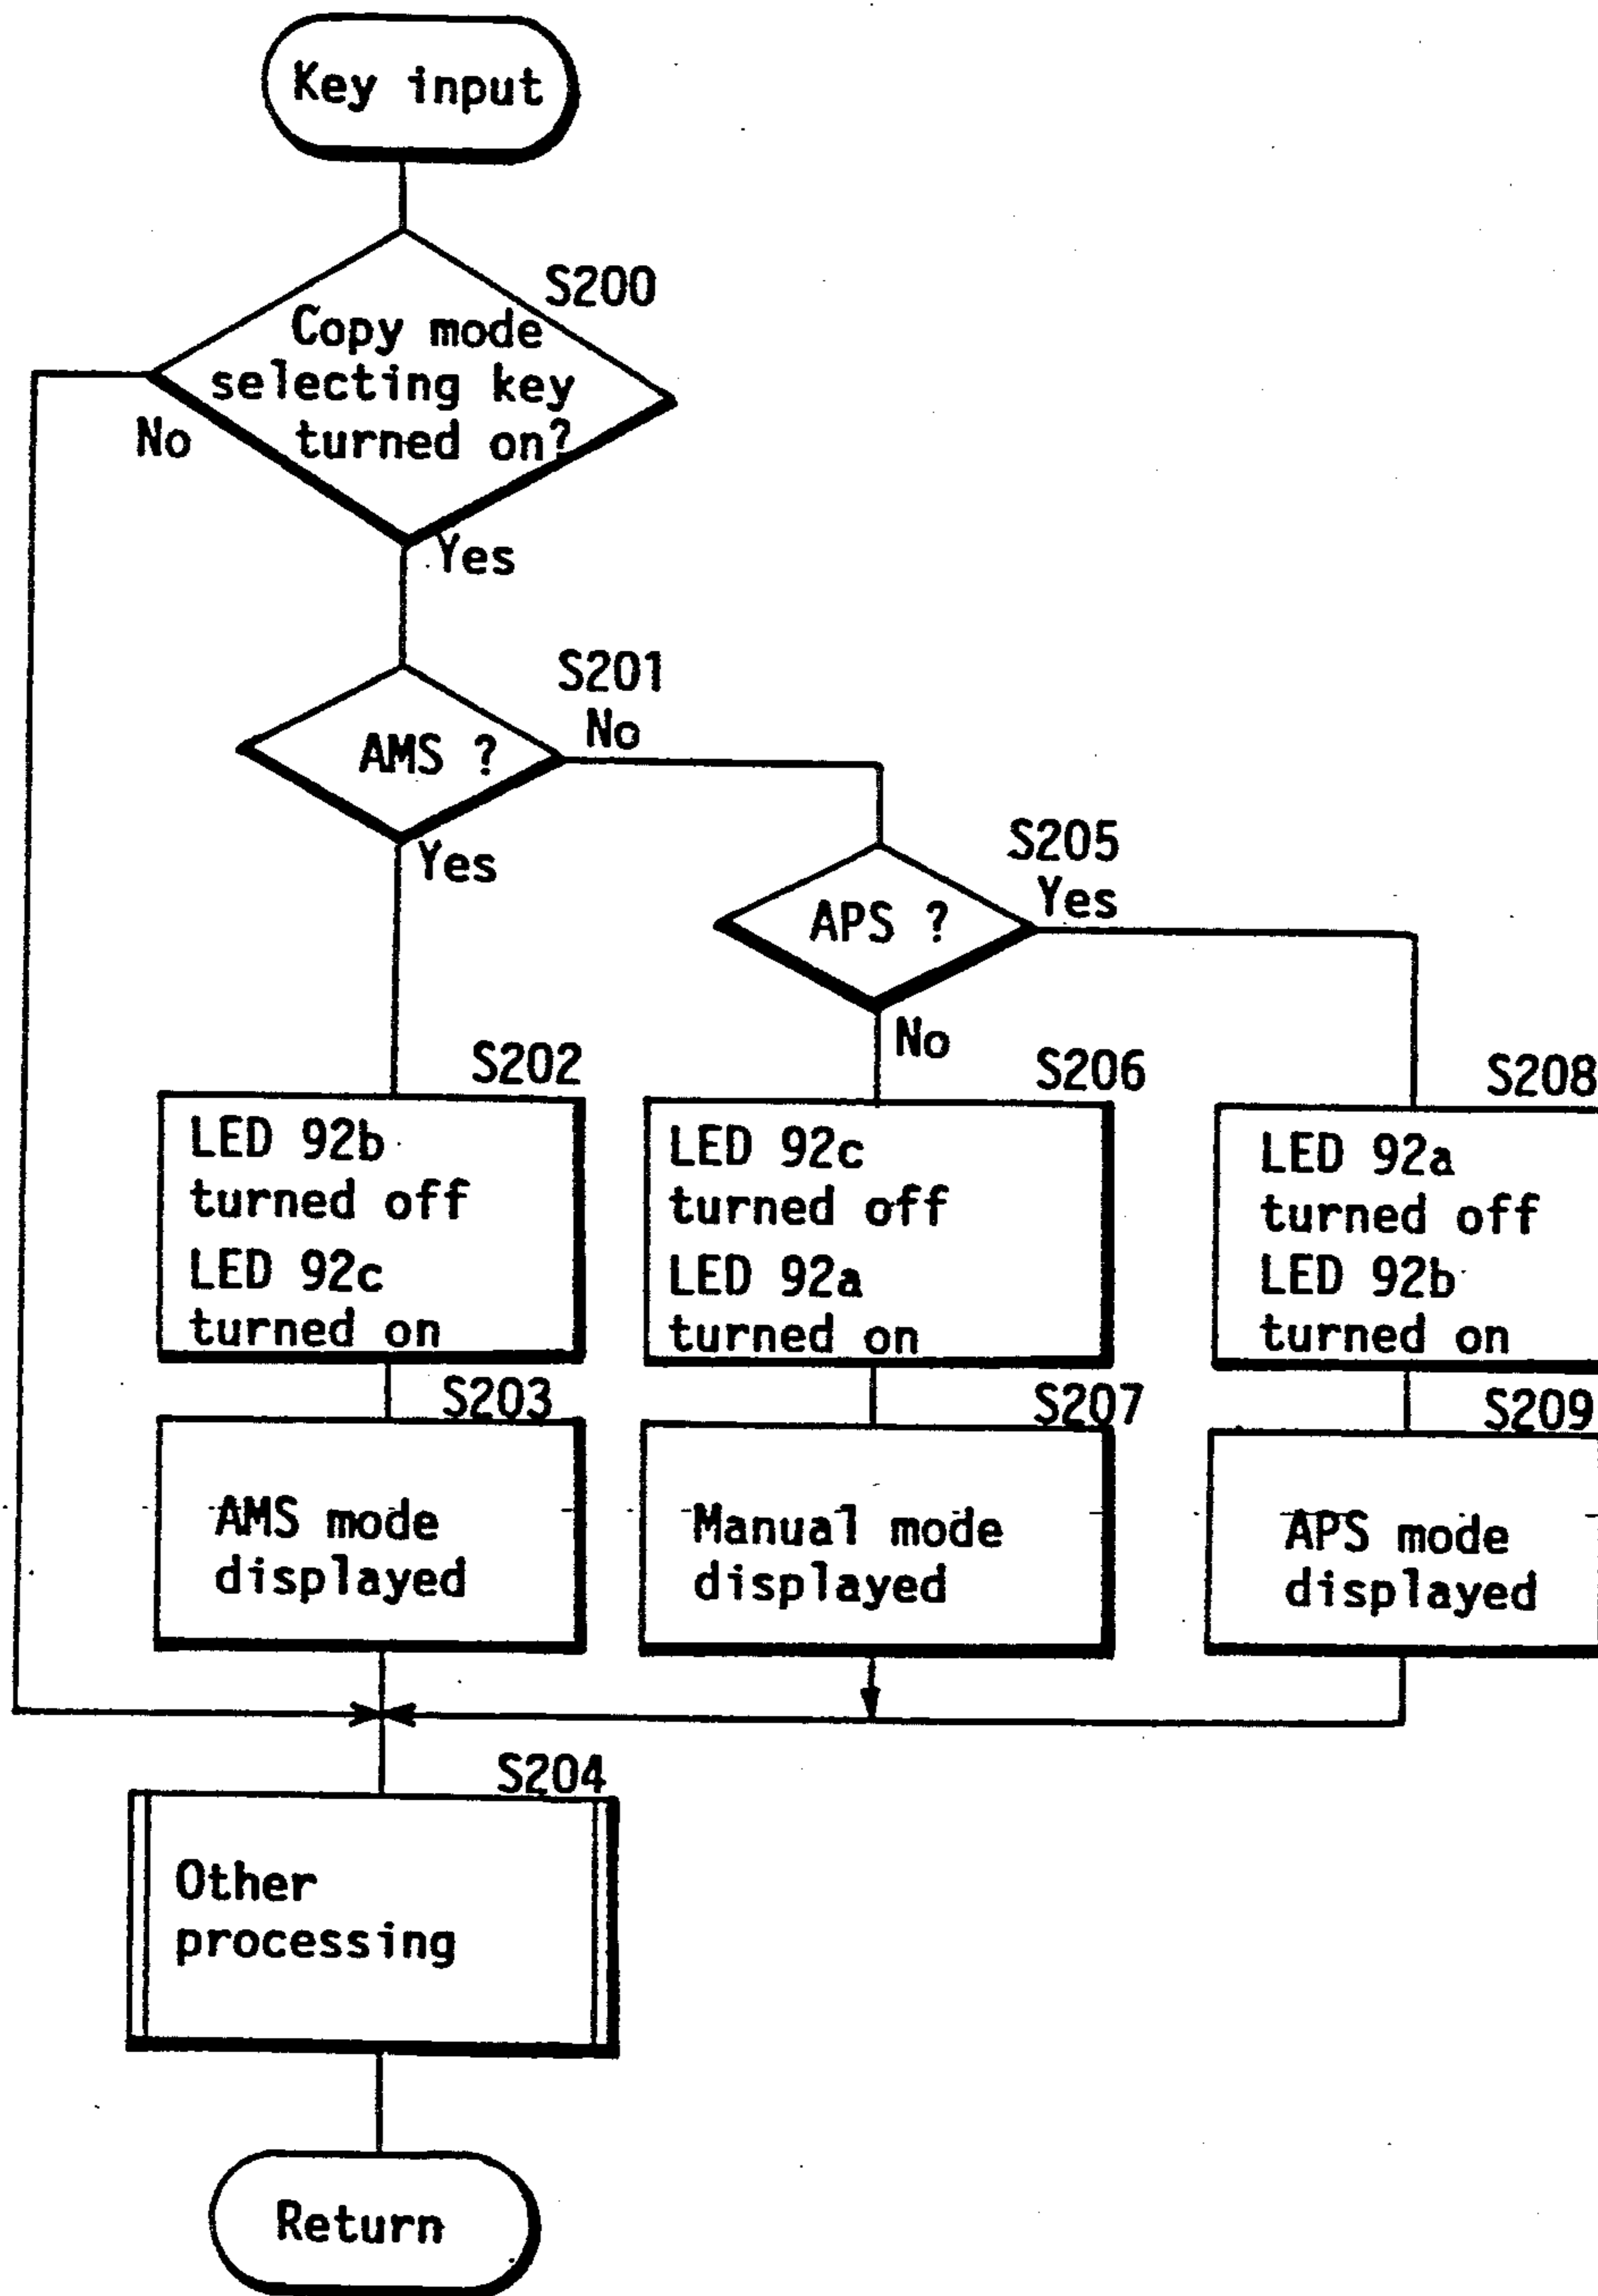 Key input
S200
Copy mode
selecting key
turned on?
No
Yes
S201
No
AMS ?
Yes
S205
Yes
APS ?
No
S202
LED 92b
turned off
LED 92c
turned on
S206
LED 92c
turned off
LED 92a
turned on
S208
LED 92a
turned off
LED 92b
turned on
S203
AMS mode
displayed
S207
Manual mode
displayed
S209
APS mode
displayed
S204
Other
processing
Return